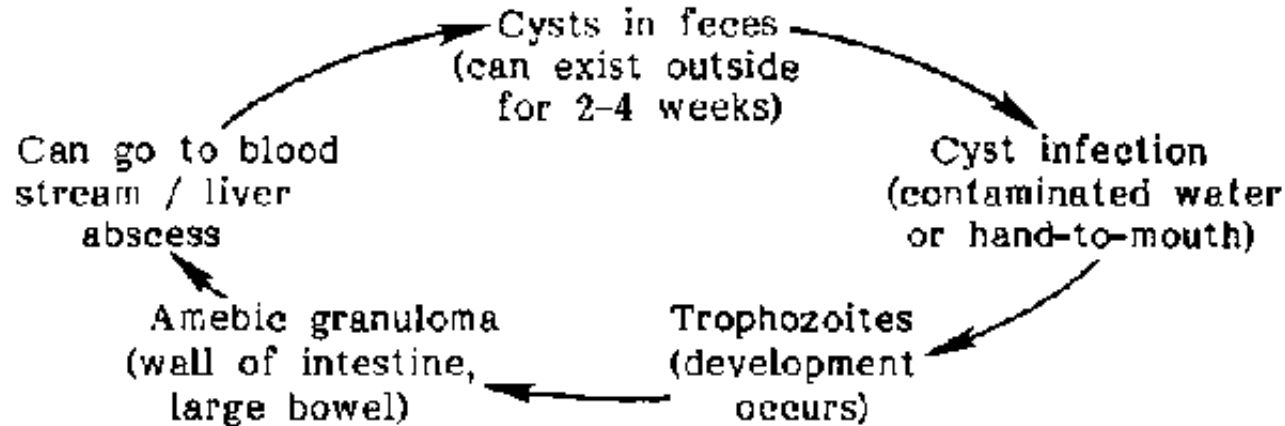 Cysts in feces
(can exist outside
for 2-4 weeks)
Cyst infection
(contaminated water
or hand-to-mouth)
Trophozoites
(development
occurs)
Amebic granuloma
(wall of intestine,
large bowel)
Can go to blood
stream / liver
abscess